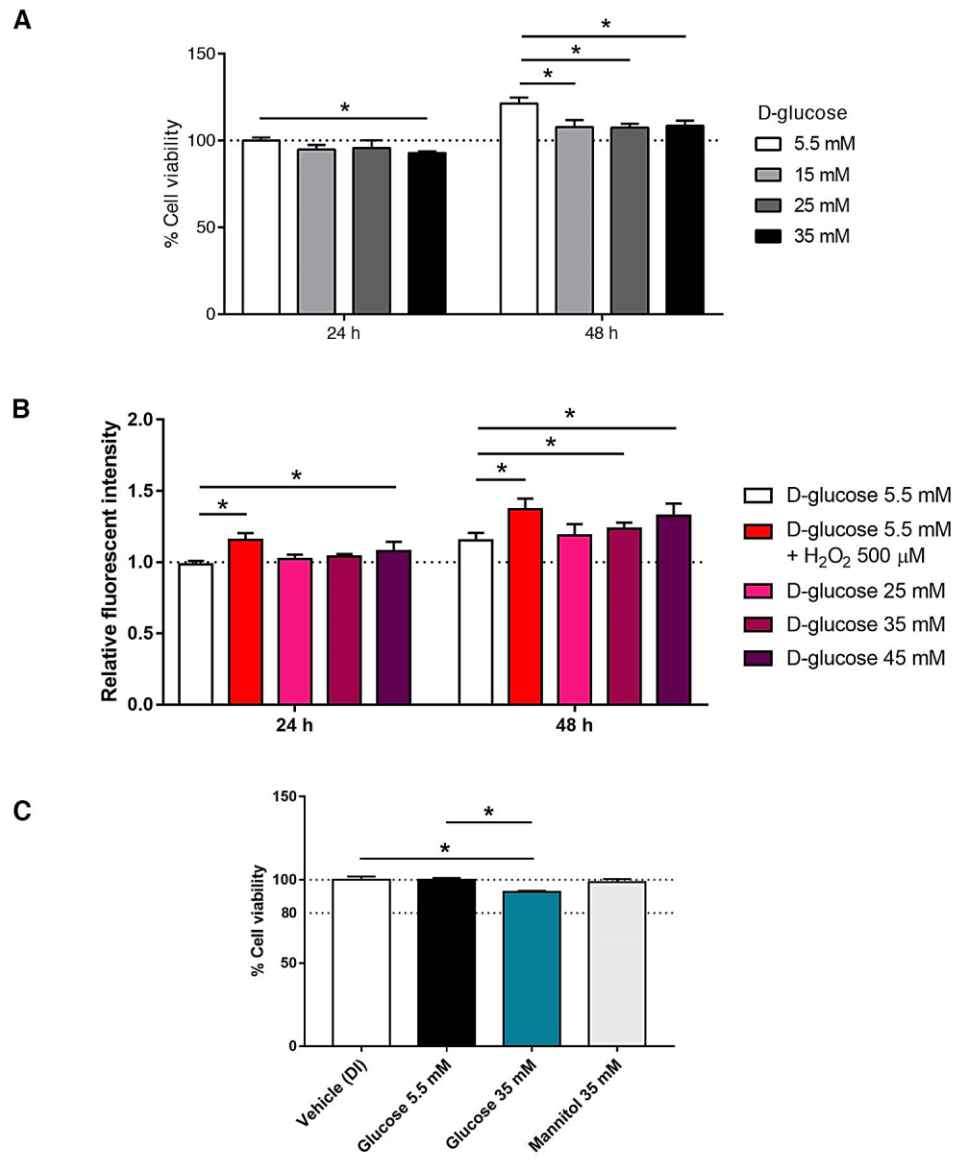 A
% Cell viability
150
100
50
0
*
*
*
*
24 h
48 h
D-glucose
5.5 mM
15 mM
25 mM
35 mM
B
Relative fluorescent intensity
2.0
1.5
1.0
0.5
0.0
*
*
*
*
*
24 h
48 h
D-glucose 5.5 mM
D-glucose 5.5 mM
+ H₂O₂ 500 μM
D-glucose 25 mM
D-glucose 35 mM
D-glucose 45 mM
C
% Cell viability
150
100
80
50
0
*
*
Vehicle (DI)
Glucose 5.5 mM
Glucose 35 mM
Mannitol 35 mM